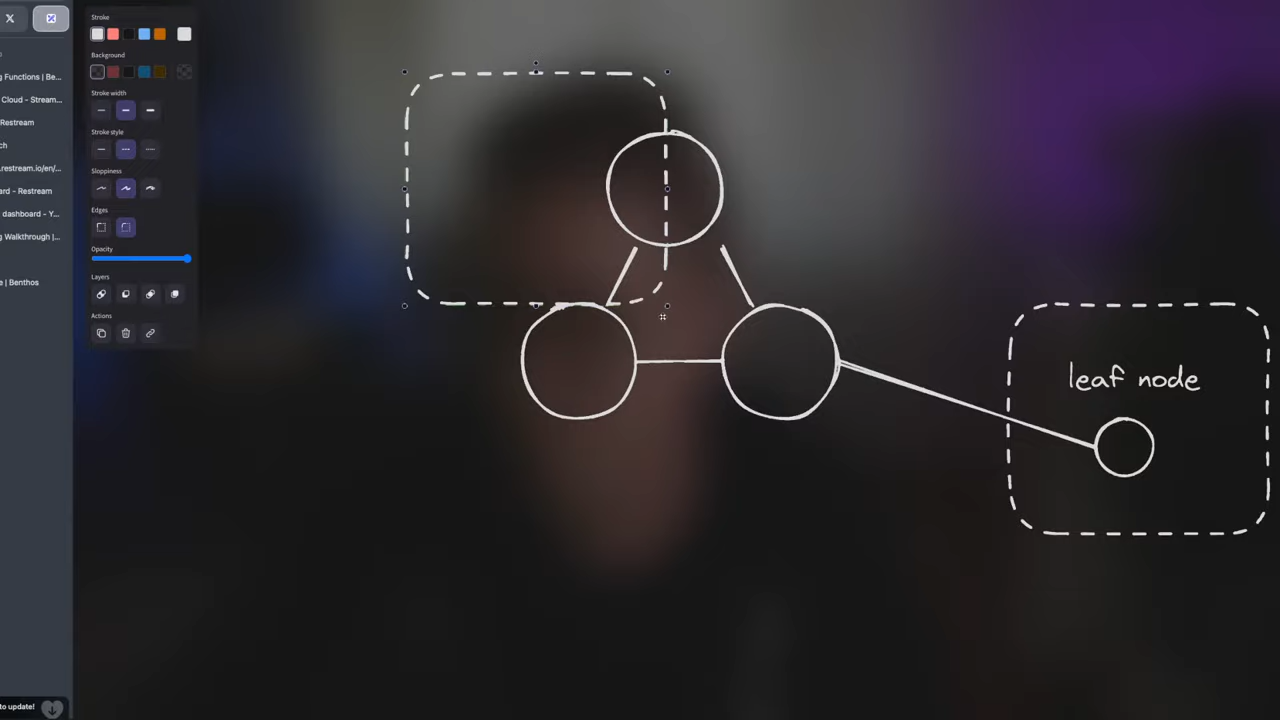 X
g Functions | Be...
Cloud - Stream...
Restream
ch
.restream.io/en/...
ard - Restream
dashboard - Y...
g Walkthrough |...
e | Benthos
to update!
Stroke
Background
Stroke width
Stroke style
Sloppiness
Edges
Opacity
Layers
Actions
leaf node